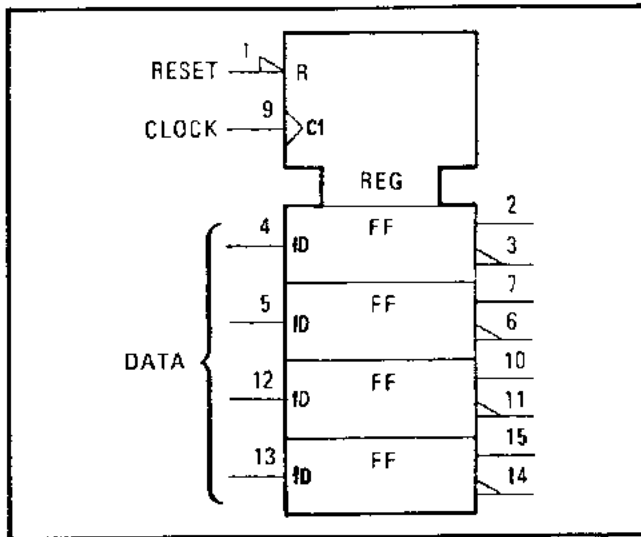 1
RESET R
9
CLOCK C1
REG
2
4 FF
1D 3
7
5 FF
1D 6
DATA
10
12 FF
1D 11
15
13 FF
1D 14